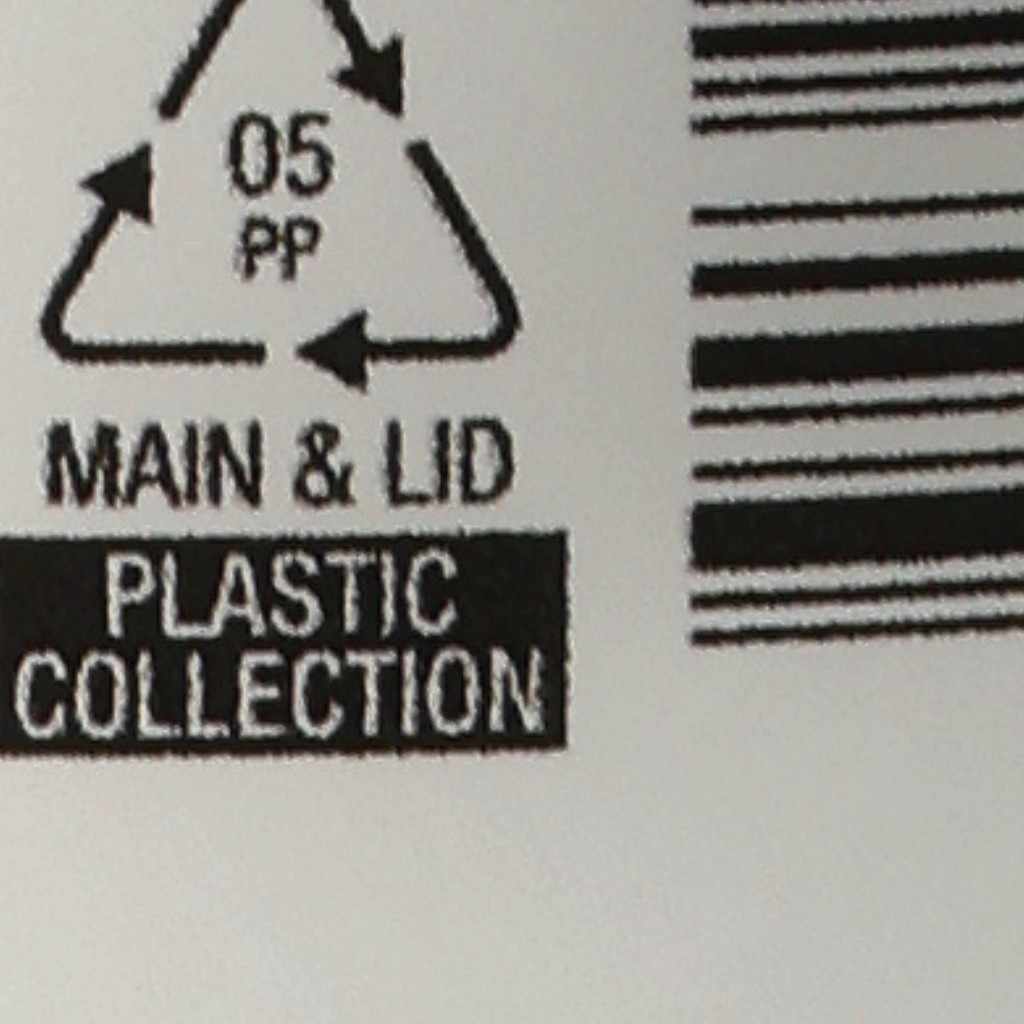 05
PP
MAIN & LID
PLASTIC
COLLECTION